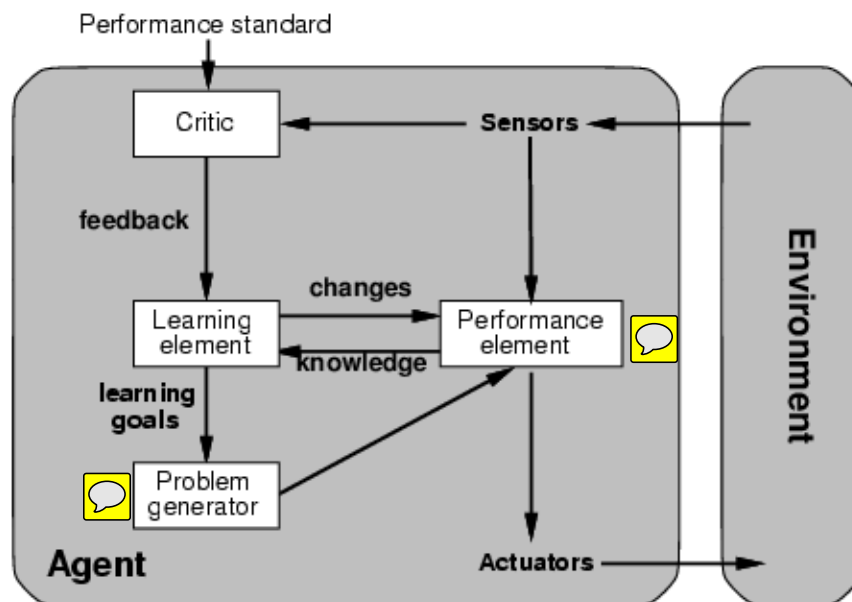 Performance standard
Critic
Sensors
feedback
changes
Learning
element
Performance
element
knowledge
learning
goals
Problem
generator
Agent
Actuators
Environment